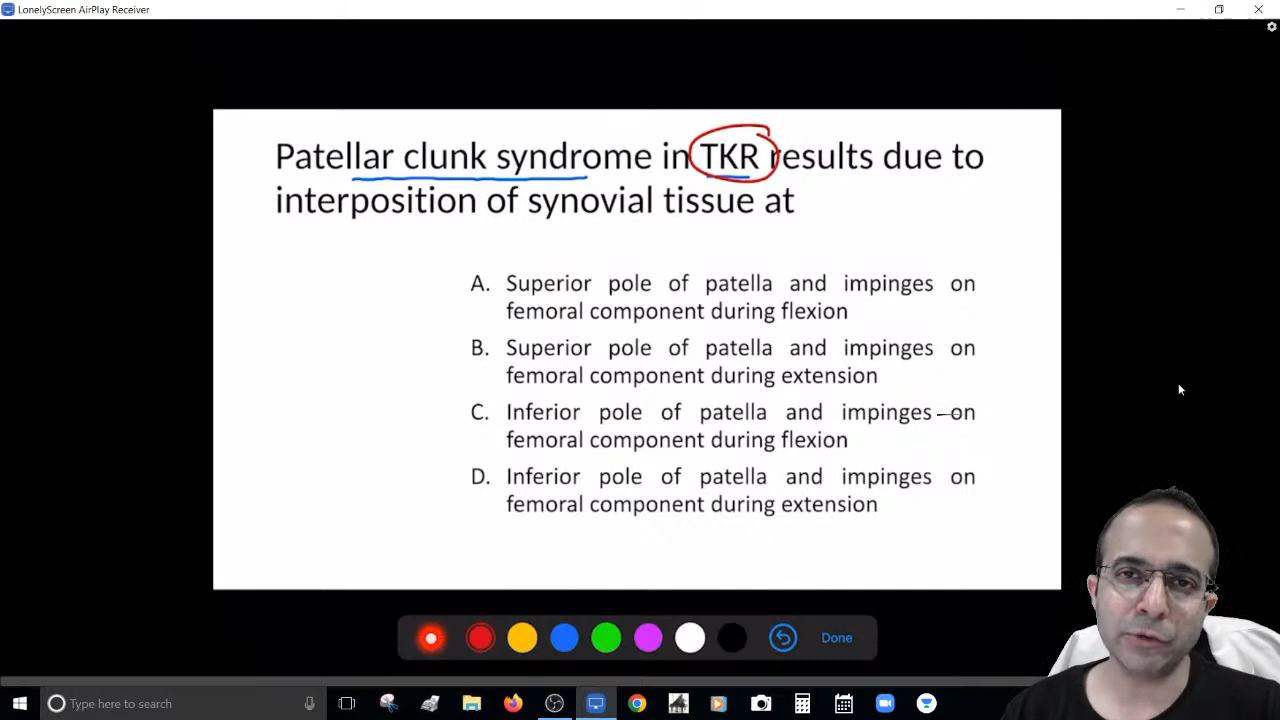 LonelyScreen AirPlay Receiver
Patellar clunk syndrome in TKR results due to
interposition of synovial tissue at
A. Superior pole of patella and impinges on
femoral component during flexion
B. Superior pole of patella and impinges on
femoral component during extension
C. Inferior pole of patella and impinges on
femoral component during flexion
D. Inferior pole of patella and impinges on
femoral component during extension
Done
Type here to search